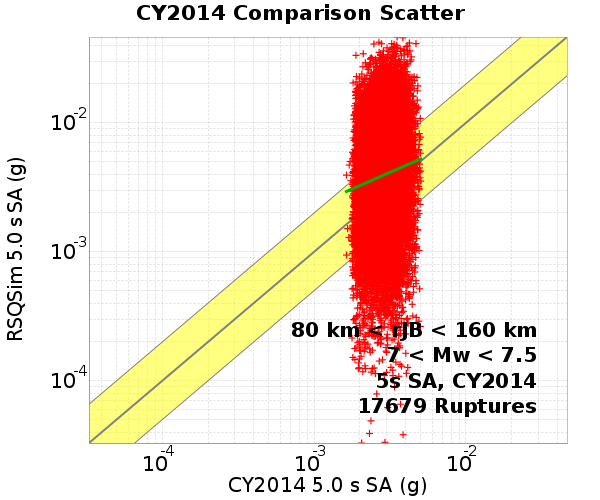 CY2014 Comparison Scatter
RSQSim 5.0 s SA (g)
10-2
10-3
10-4
80 km < rJB < 160 km
7 < Mw < 7.5
5s SA, CY2014
17679 Ruptures
10-4 10-3 10-2
CY2014 5.0 s SA (g)